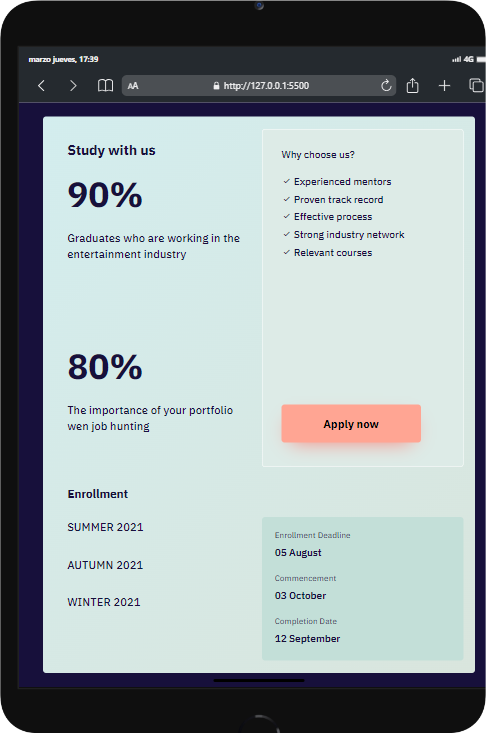 marzo jueves, 17:39
4G
AA
http://127.0.0.1:5500
Study with us
90%
Graduates who are working in the
entertainment industry
80%
The importance of your portfolio
wen job hunting
Why choose us?
Experienced mentors
Proven track record
Effective process
Strong industry network
Relevant courses
Apply now
Enrollment
SUMMER 2021
AUTUMN 2021
WINTER 2021
Enrollment Deadline
05 August
Commencement
03 October
Completion Date
12 September